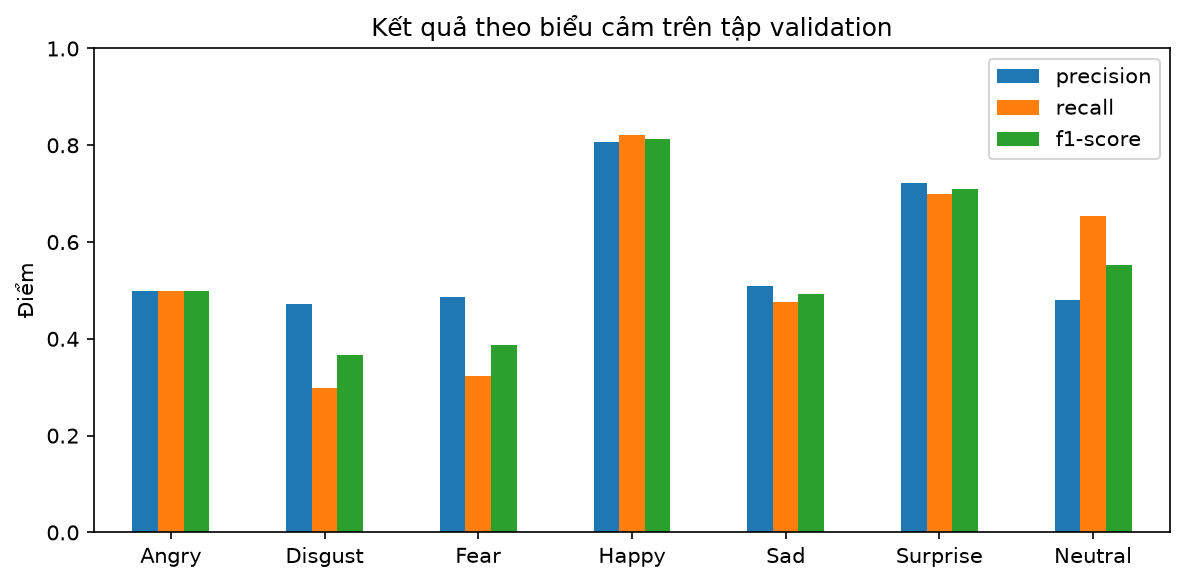 Kết quả theo biểu cảm trên tập validation
precision
recall
f1-score
Điểm
1.0
0.8
0.6
0.4
0.2
0.0
Angry Disgust Fear Happy Sad Surprise Neutral